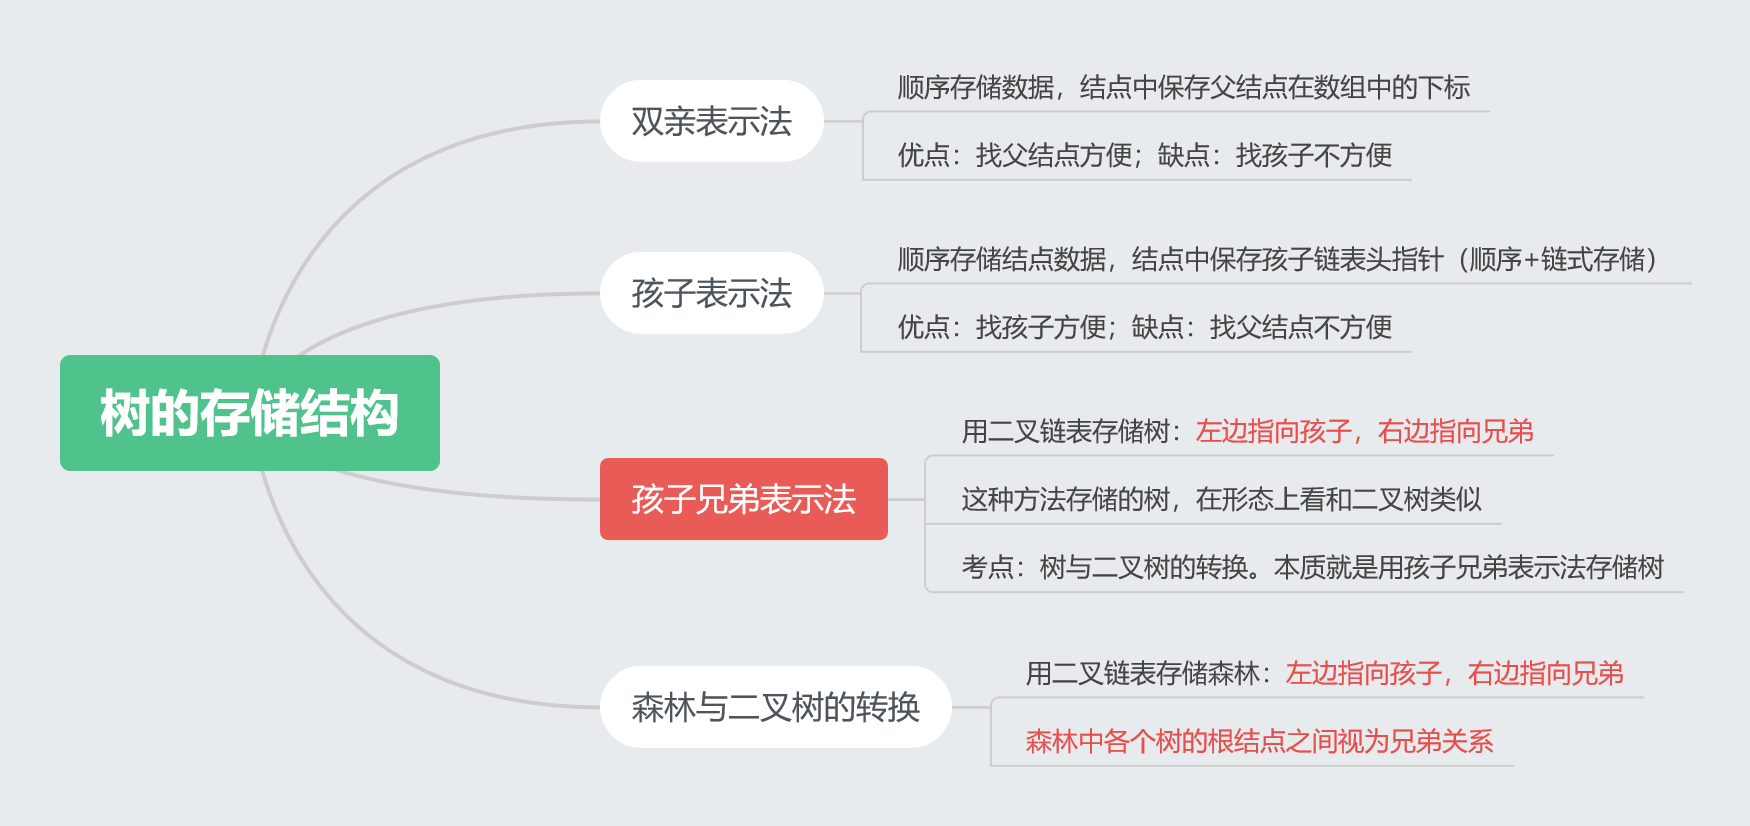 树的存储结构
双亲表示法
顺序存储数据，结点中保存父结点在数组中的下标
优点：找父结点方便；缺点：找孩子不方便
孩子表示法
顺序存储结点数据，结点中保存孩子链表头指针（顺序+链式存储）
优点：找孩子方便；缺点：找父结点不方便
孩子兄弟表示法
用二叉链表存储树：左边指向孩子，右边指向兄弟
这种方法存储的树，在形态上看和二叉树类似
考点：树与二叉树的转换。本质就是用孩子兄弟表示法存储树
森林与二叉树的转换
用二叉链表存储森林：左边指向孩子，右边指向兄弟
森林中各个树的根结点之间视为兄弟关系